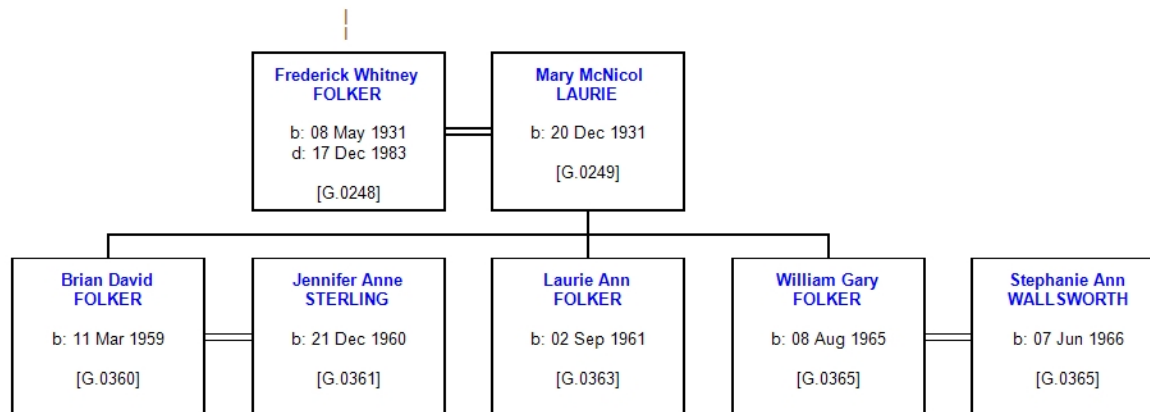 Frederick Whitney
FOLKER
b: 08 May 1931
d: 17 Dec 1983
[G.0248]
Mary McNicol
LAURIE
b: 20 Dec 1931
[G.0249]
Brian David
FOLKER
b: 11 Mar 1959
[G.0360]
Jennifer Anne
STERLING
b: 21 Dec 1960
[G.0361]
Laurie Ann
FOLKER
b: 02 Sep 1961
[G.0363]
William Gary
FOLKER
b: 08 Aug 1965
[G.0365]
Stephanie Ann
WALLSWORTH
b: 07 Jun 1966
[G.0365]